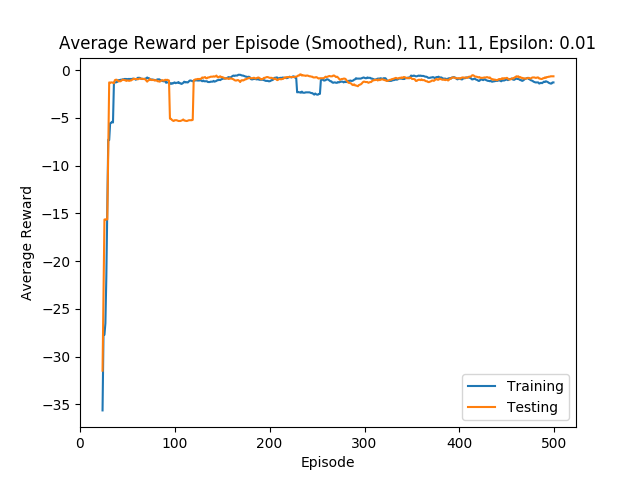 Average Reward per Episode (Smoothed), Run: 11, Epsilon: 0.01
Average Reward
0
−5
−10
−15
−20
−25
−30
−35
0 100 200 300 400 500
Episode
Training
Testing